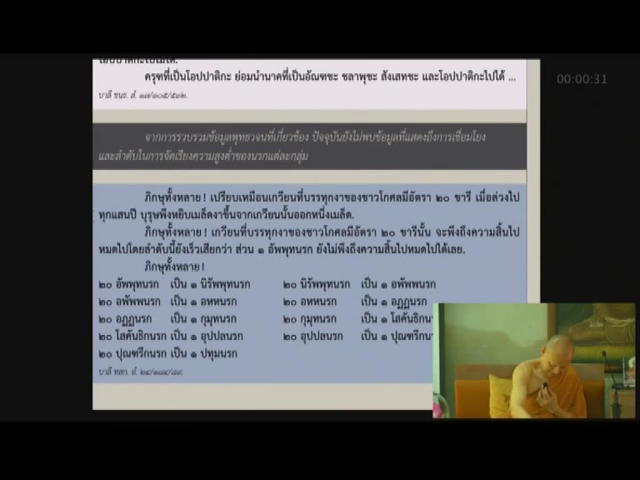 โอปปาติกะไปไม่ได้.
ครุฑที่เป็นโอปปาติกะ ย่อมนำนาคที่เป็นอัณฑชะ ชลาพุชะ สังเสทชะ และโอปปาติกะไปได้ ...
00:00:31
บาลี ขนฺธ. สํ. ๑๗/๓๐๕/๕๓๒.
จากการรวบรวมข้อมูลพุทธวจนที่เกี่ยวข้อง ปัจจุบันยังไม่พบข้อมูลที่แสดงถึงการเชื่อมโยง
และลำดับในการจัดเรียงความสูงต่ำของนรกแต่ละกลุ่ม
ภิกษุทั้งหลาย ! เปรียบเหมือนเกวียนที่บรรทุกงาของชาวโกศลมีอัตรา ๒๐ ขารี เมื่อล่วงไป
ทุกแสนปี บุรุษพึงหยิบเมล็ดงาขึ้นจากเกวียนนั้นออกหนึ่งเมล็ด.
ภิกษุทั้งหลาย ! เกวียนที่บรรทุกงาของชาวโกศลมีอัตรา ๒๐ ขารีนั้น จะพึงถึงความสิ้นไป
หมดไปโดยลำดับนี้ยังเร็วเสียกว่า ส่วน ๑ อัพพุทนรก ยังไม่พึงถึงความสิ้นไปหมดไปได้เลย.
ภิกษุทั้งหลาย !
๒๐ อัพพุทนรก เป็น ๑ นิรัพพุทนรก ๒๐ นิรัพพุทนรก เป็น ๑ อพัพพนรก
๒๐ อพัพพนรก เป็น ๑ อหหนรก ๒๐ อหหนรก เป็น ๑ อฏฏนรก
๒๐ อฏฏนรก เป็น ๑ กุมุทนรก ๒๐ กุมุทนรก เป็น ๑ โสคันธิกนร
๒๐ โสคันธิกนรก เป็น ๑ อุปปลนรก ๒๐ อุปปลนรก เป็น ๑ ปุณฑรีกนร
๒๐ ปุณฑรีกนรก เป็น ๑ ปทุมนรก